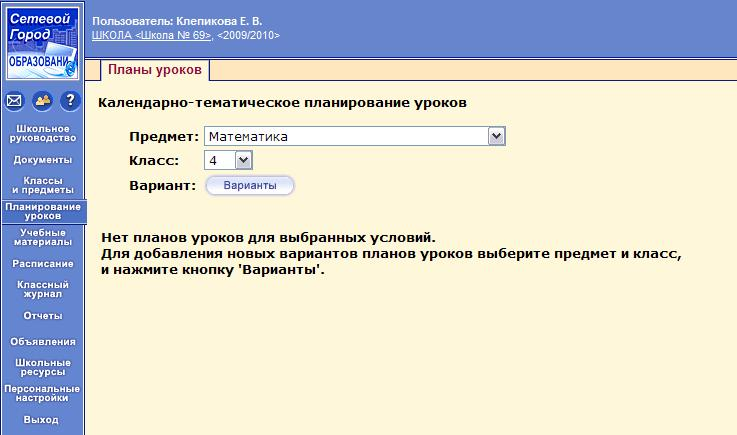 Сетевой
Город
ОБРАЗОВАНИ
Пользователь: Клепикова Е. В.
ШКОЛА <Школа № 69>, <2009/2010>
Планы уроков
?
Школьное
руководство
Документы
Классы
и предметы
Планирование
уроков
Учебные
материалы
Расписание
Классный
журнал
Отчеты
Объявления
Школьные
ресурсы
Персональные
настройки
Выход
Календарно-тематическое планирование уроков
Предмет: Математика
Класс: 4
Вариант: Варианты
Нет планов уроков для выбранных условий.
Для добавления новых вариантов планов уроков выберите предмет и класс,
и нажмите кнопку 'Варианты'.